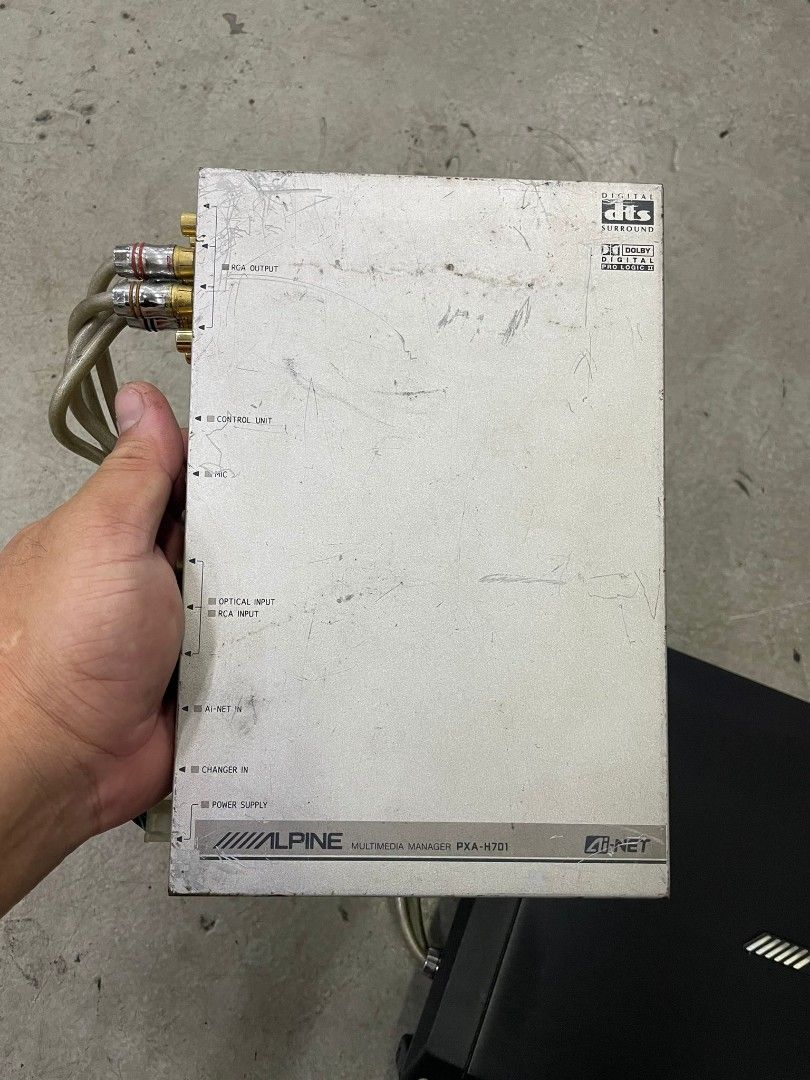 DIGITAL
dts
SURROUND
DOLBY
DIGITAL
PRO LOGIC II
RCA OUTPUT
CONTROL UNIT
MIC
OPTICAL INPUT
RCA INPUT
Ai-NET IN
CHANGER IN
POWER SUPPLY
ALPINE MULTIMEDIA MANAGER PXA-H701 Ai-NET